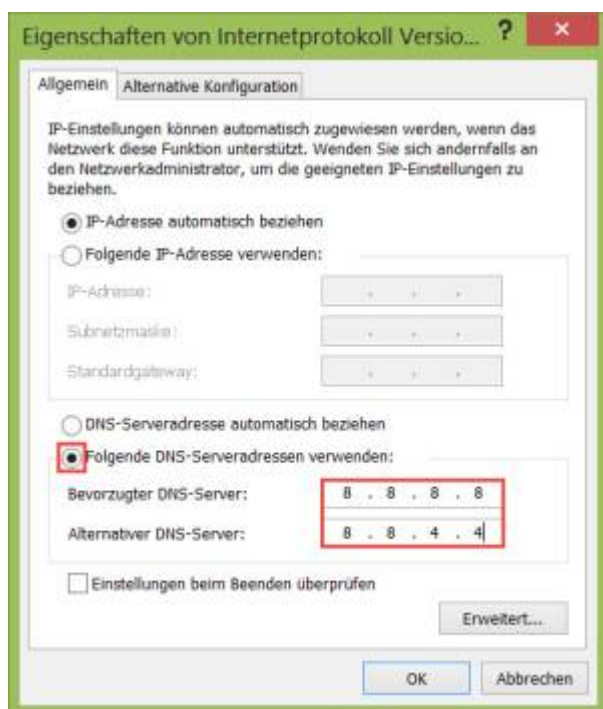 Eigenschaften von Internetprotokoll Versio... ?
Allgemein Alternative Konfiguration
IP-Einstellungen können automatisch zugewiesen werden, wenn das
Netzwerk diese Funktion unterstützt. Wenden Sie sich andernfalls an
den Netzwerkadministrator, um die geeigneten IP-Einstellungen zu
beziehen.
IP-Adresse automatisch beziehen
Folgende IP-Adresse verwenden:
IP-Adresse: . . .
Subnetzmaske: . . .
Standardgateway: . . .
DNS-Serveradresse automatisch beziehen
Folgende DNS-Serveradressen verwenden:
Bevorzugter DNS-Server: 8 . 8 . 8 . 8
Alternativer DNS-Server: 8 . 8 . 4 . 4
Einstellungen beim Beenden überprüfen
Erweitert...
OK Abbrechen